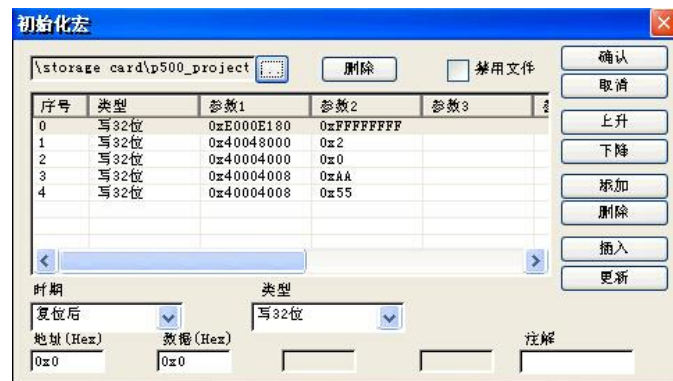 初始化宏
\storage card\p500_project ... 删除 禁用文件 确认
取消
序号 类型 参数1 参数2 参数3
0 写32位 0xE000E180 0xFFFFFFFF
1 写32位 0x40048000 0x2
2 写32位 0x40004000 0x0
3 写32位 0x40004008 0xAA
4 写32位 0x40004008 0x55
上升
下降
添加
删除
插入
更新
时期 类型
复位后 写32位
地址(Hex) 数据(Hex) 注解
0x0 0x0